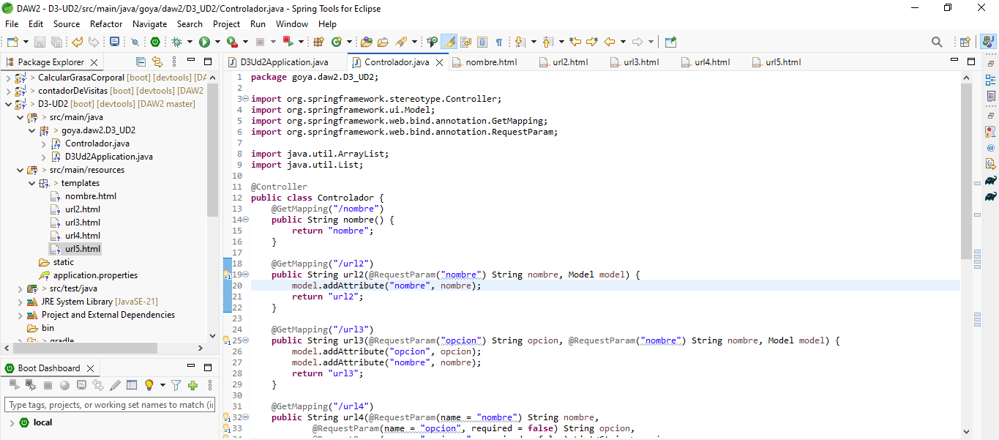 DAW2 - D3-UD2/src/main/java/goya/daw2/D3_UD2/Controlador.java - Spring Tools for Eclipse
File Edit Source Refactor Navigate Search Project Run Window Help
Package Explorer
> CalcularGrasaCorporal [boot] [devtools] [DA
> contadorDeVisitas [boot] [devtools] [DAW2
> D3-UD2 [boot] [devtools] [DAW2 master]
> src/main/java
> goya.daw2.D3_UD2
Controlador.java
D3Ud2Application.java
> src/main/resources
> templates
nombre.html
url2.html
url3.html
url4.html
url5.html
static
application.properties
> src/test/java
JRE System Library [JavaSE-21]
Project and External Dependencies
bin
> gradle
Boot Dashboard
Type tags, projects, or working set names to match (i
local
D3Ud2Application.java Controlador.java nombre.html url2.html url3.html url4.html url5.html
1 package goya.daw2.D3_UD2;
2
3 import org.springframework.stereotype.Controller;
4 import org.springframework.ui.Model;
5 import org.springframework.web.bind.annotation.GetMapping;
6 import org.springframework.web.bind.annotation.RequestParam;
7
8 import java.util.ArrayList;
9 import java.util.List;
10
11 @Controller
12 public class Controlador {
13 @GetMapping("/nombre")
14 public String nombre() {
15 return "nombre";
16 }
17
18 @GetMapping("/url2")
19 public String url2(@RequestParam("nombre") String nombre, Model model) {
20 model.addAttribute("nombre", nombre);
21 return "url2";
22 }
23
24 @GetMapping("/url3")
25 public String url3(@RequestParam("opcion") String opcion, @RequestParam("nombre") String nombre, Model model) {
26 model.addAttribute("opcion", opcion);
27 model.addAttribute("nombre", nombre);
28 return "url3";
29 }
30
31 @GetMapping("/url4")
32 public String url4(@RequestParam(name = "nombre") String nombre,
33 @RequestParam(name = "opcion", required = false) String opcion,